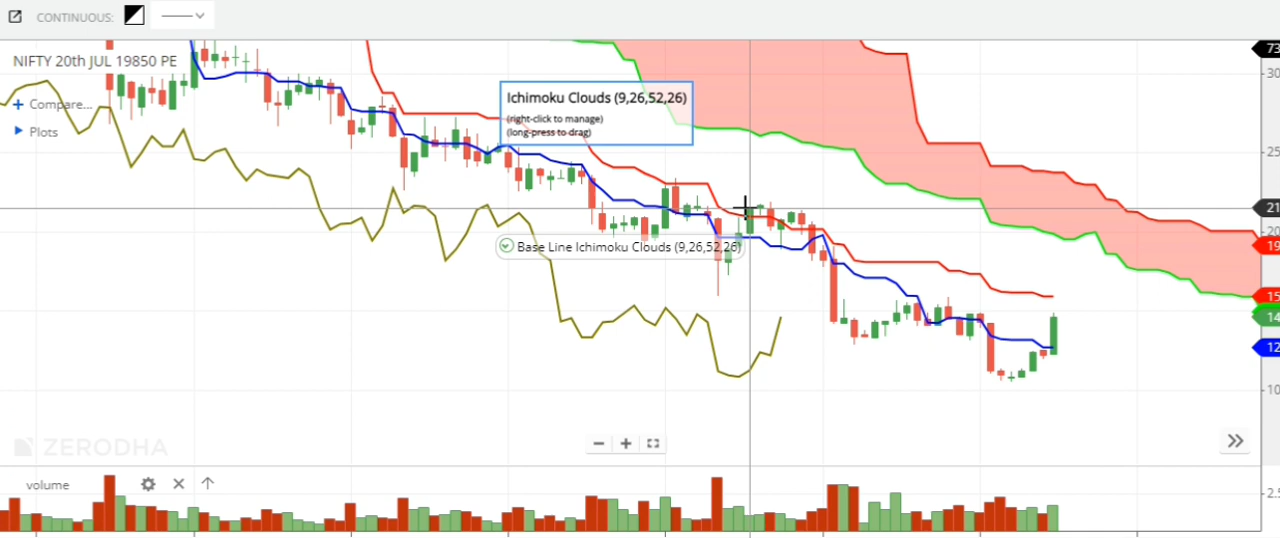 CONTINUOUS:
NIFTY 20th JUL 19850 PE
Compare...
Plots
Ichimoku Clouds (9,26,52,26)
(right-click to manage)
(long-press to drag)
Base Line Ichimoku Clouds (9,26,52,26)
73
30
25
21
20
19
15
14
12
10
ZERODHA
volume
2.5